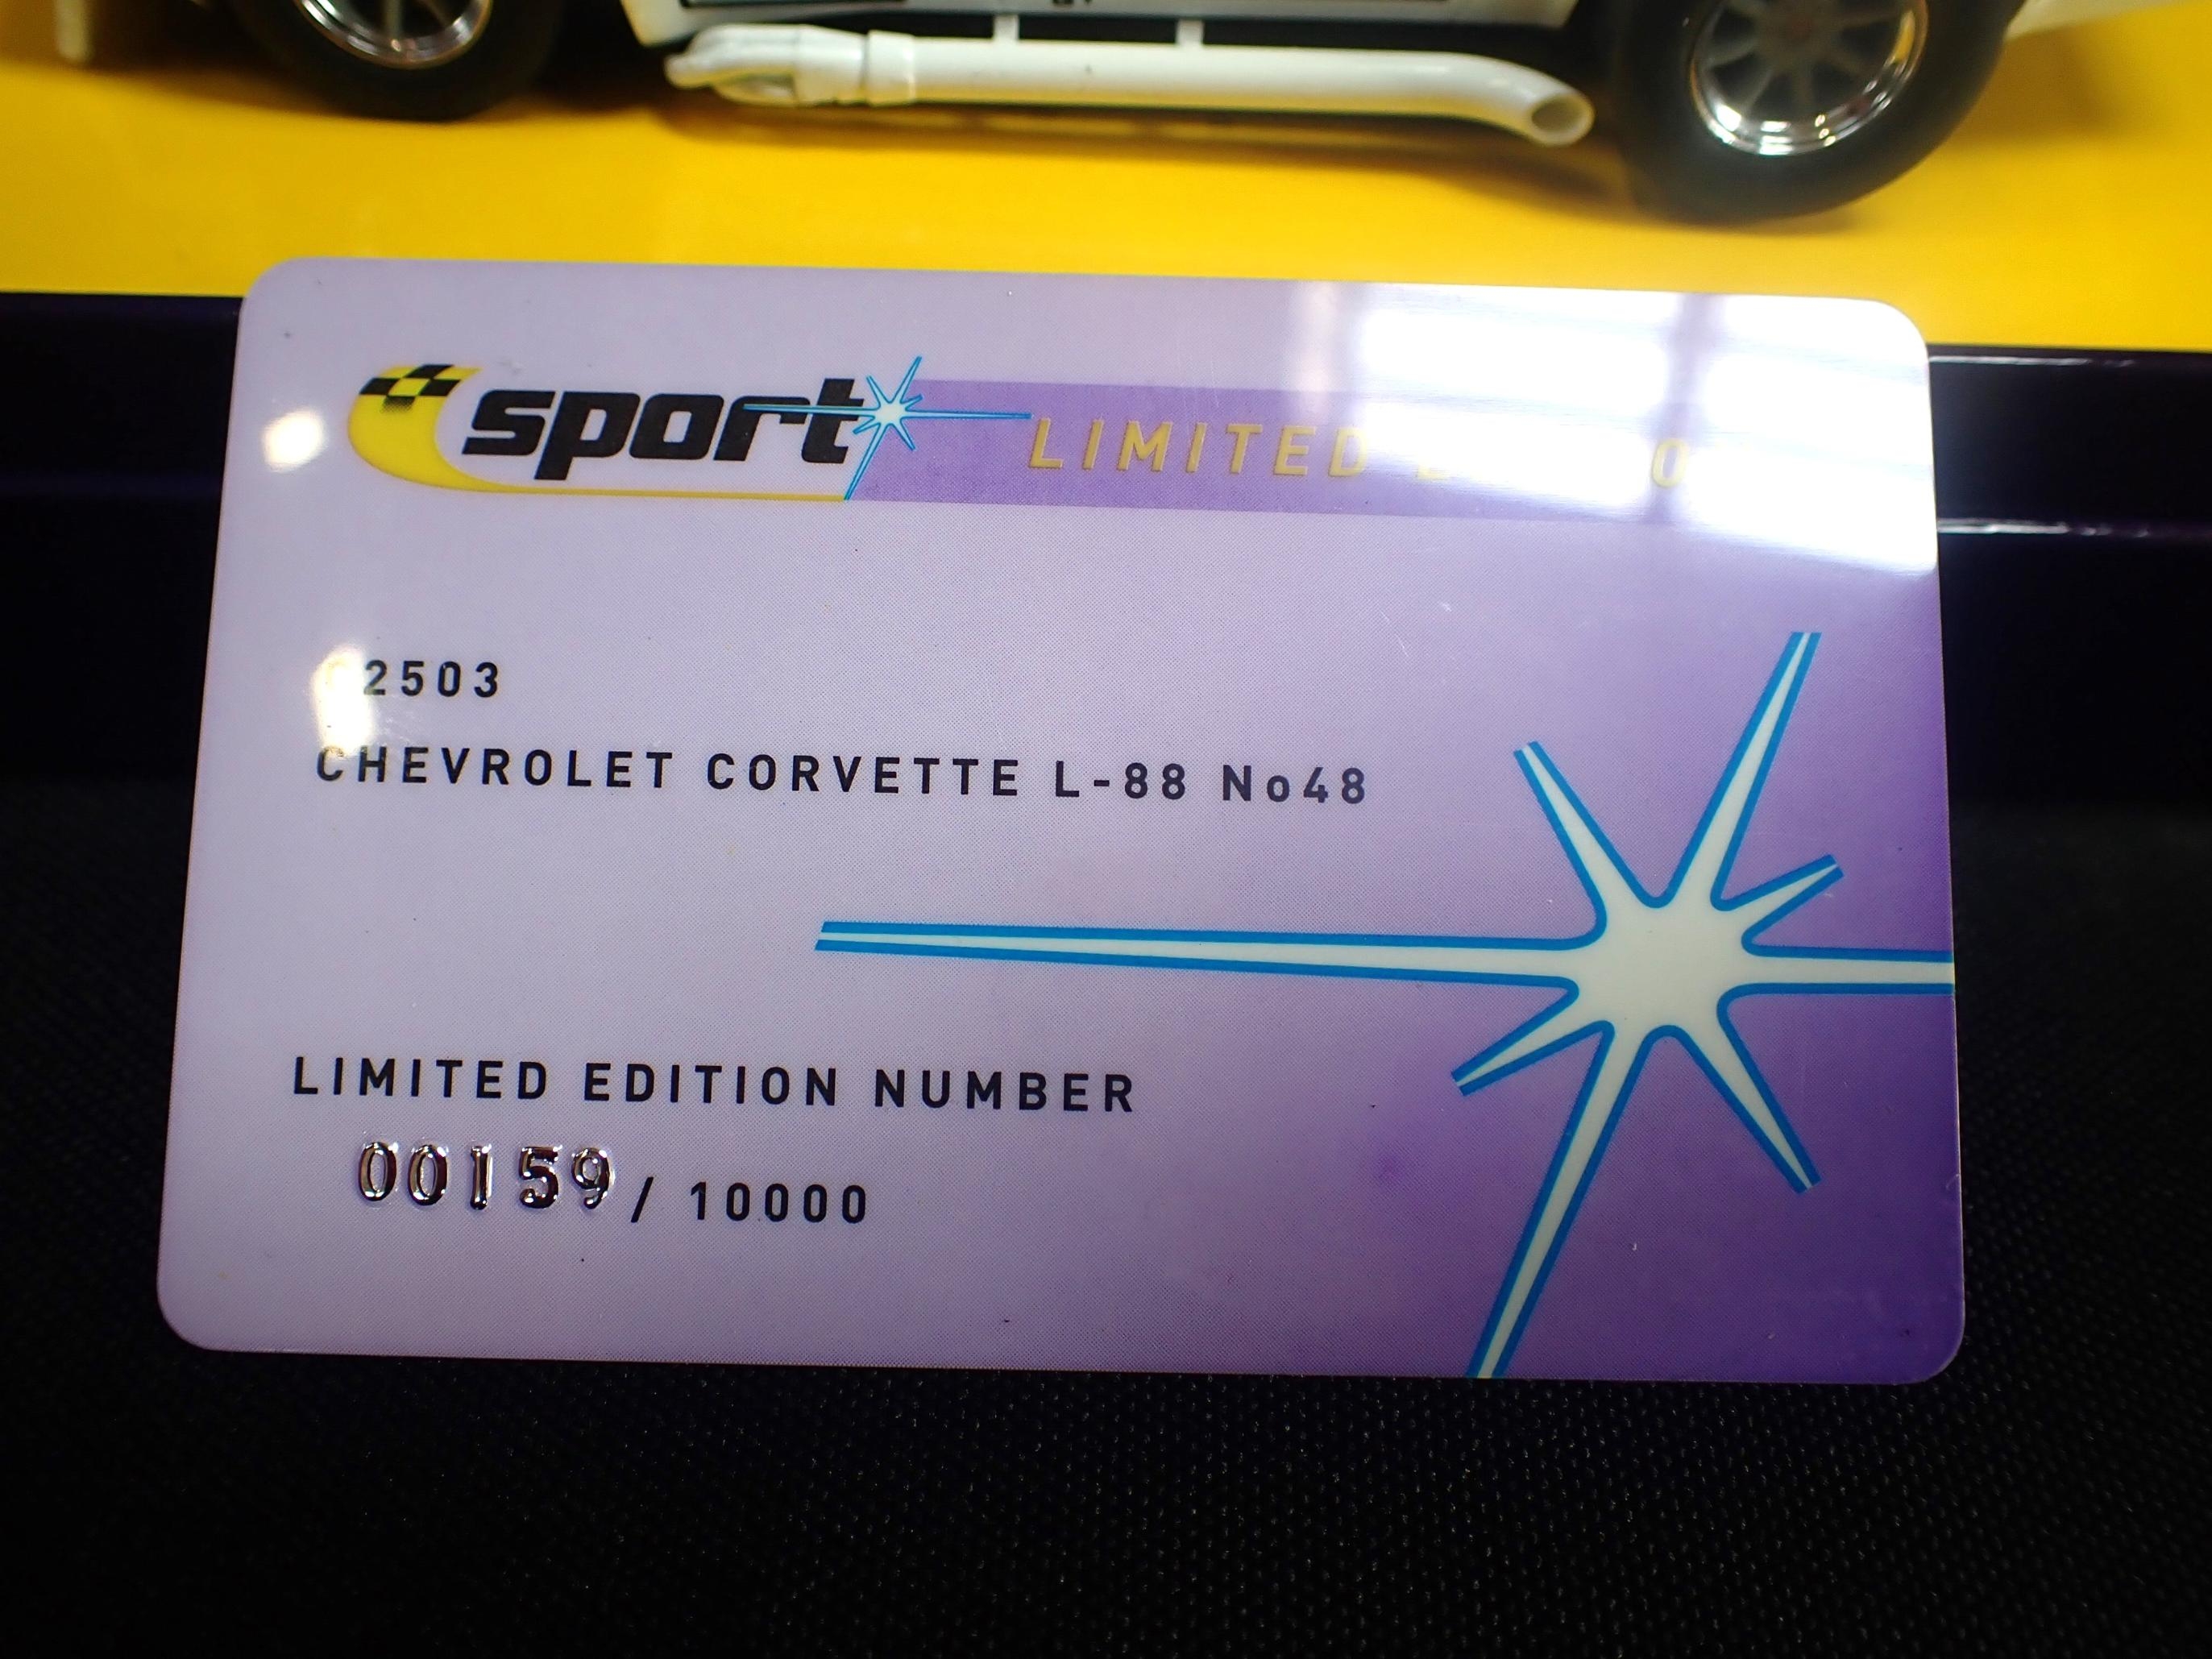 sport LIMITED
2503
CHEVROLET CORVETTE L-88 No48
LIMITED EDITION NUMBER
00159 / 10000